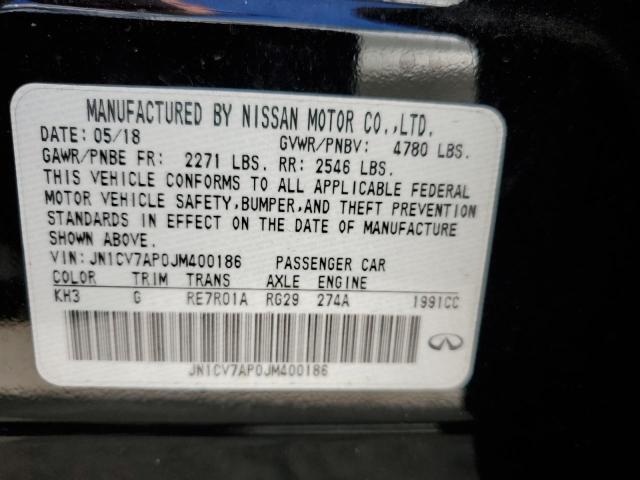 MANUFACTURED BY NISSAN MOTOR CO.,LTD.
DATE: 05/18 GVWR/PNBV: 4780 LBS.
GAWR/PNBE FR: 2271 LBS. RR: 2546 LBS.
THIS VEHICLE CONFORMS TO ALL APPLICABLE FEDERAL
MOTOR VEHICLE SAFETY,BUMPER,AND THEFT PREVENTION
STANDARDS IN EFFECT ON THE DATE OF MANUFACTURE
SHOWN ABOVE.
VIN: JN1CV7AP0JM400186 PASSENGER CAR
COLOR TRIM TRANS AXLE ENGINE
KH3 G RE7R01A RG29 274A 1991CC
JN1CV7AP0JM400186